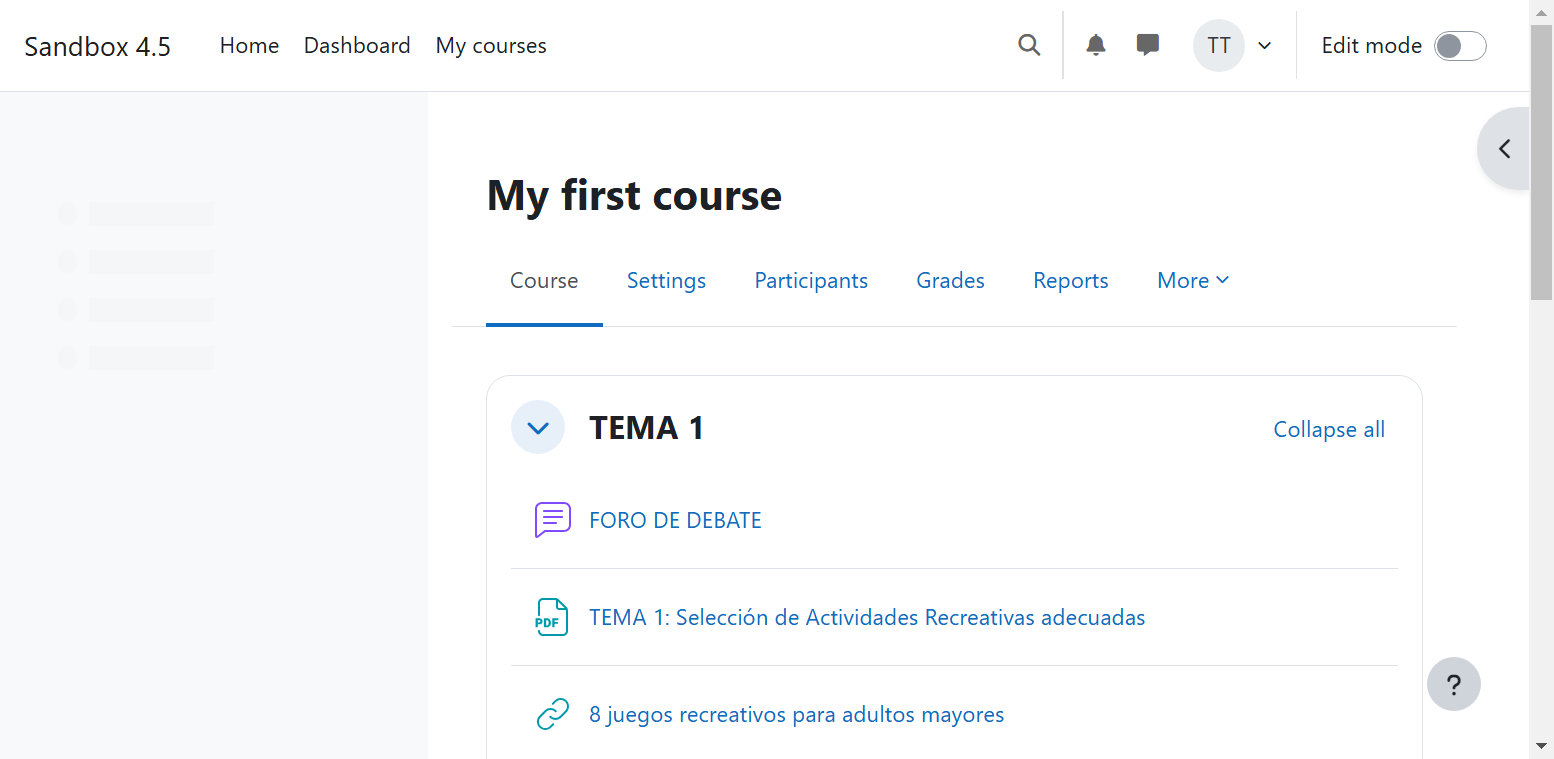 Sandbox 4.5 Home Dashboard My courses TT Edit mode
My first course
Course Settings Participants Grades Reports More
TEMA 1 Collapse all
FORO DE DEBATE
PDF TEMA 1: Selección de Actividades Recreativas adecuadas
8 juegos recreativos para adultos mayores
?